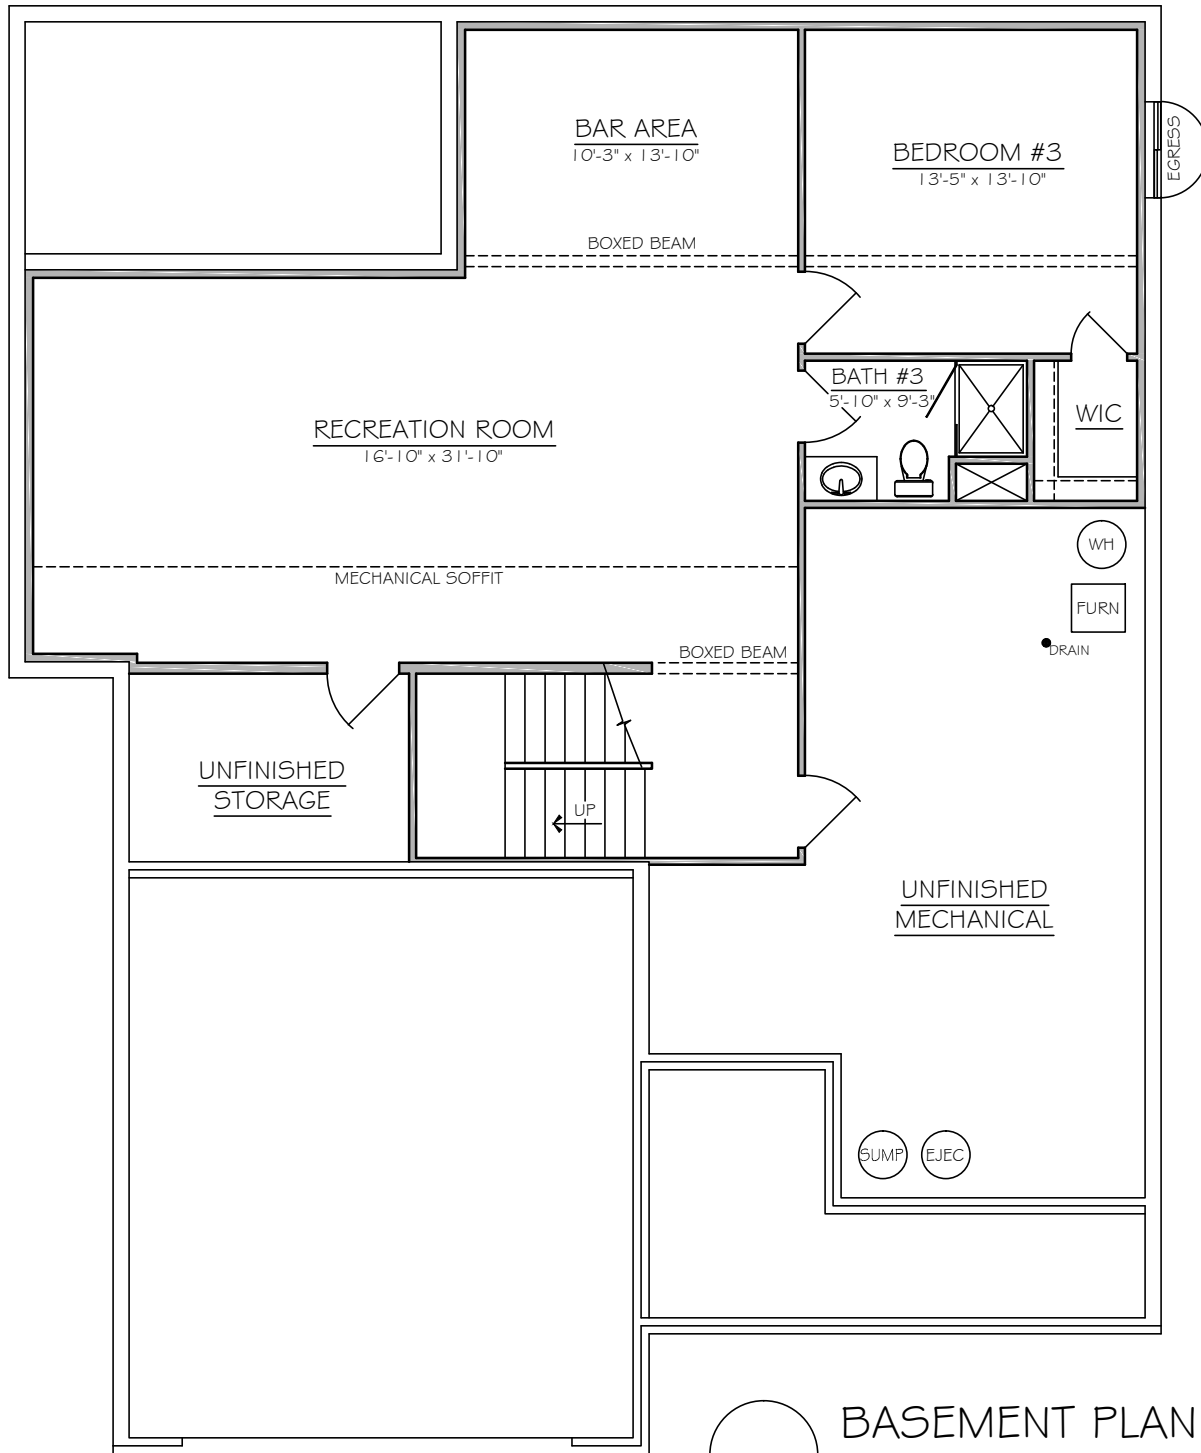 BAR AREA
10'-3" x 13'-10"
BEDROOM #3
13'-5" x 13'-10"
EGRESS
BOXED BEAM
BATH #3
5'-10" x 9'-3"
WIC
RECREATION ROOM
16'-10" x 31'-10"
WH
MECHANICAL SOFFIT
FURN
DRAIN
BOXED BEAM
UNFINISHED
STORAGE
UP
UNFINISHED
MECHANICAL
SUMP
EJEC
BASEMENT PLAN